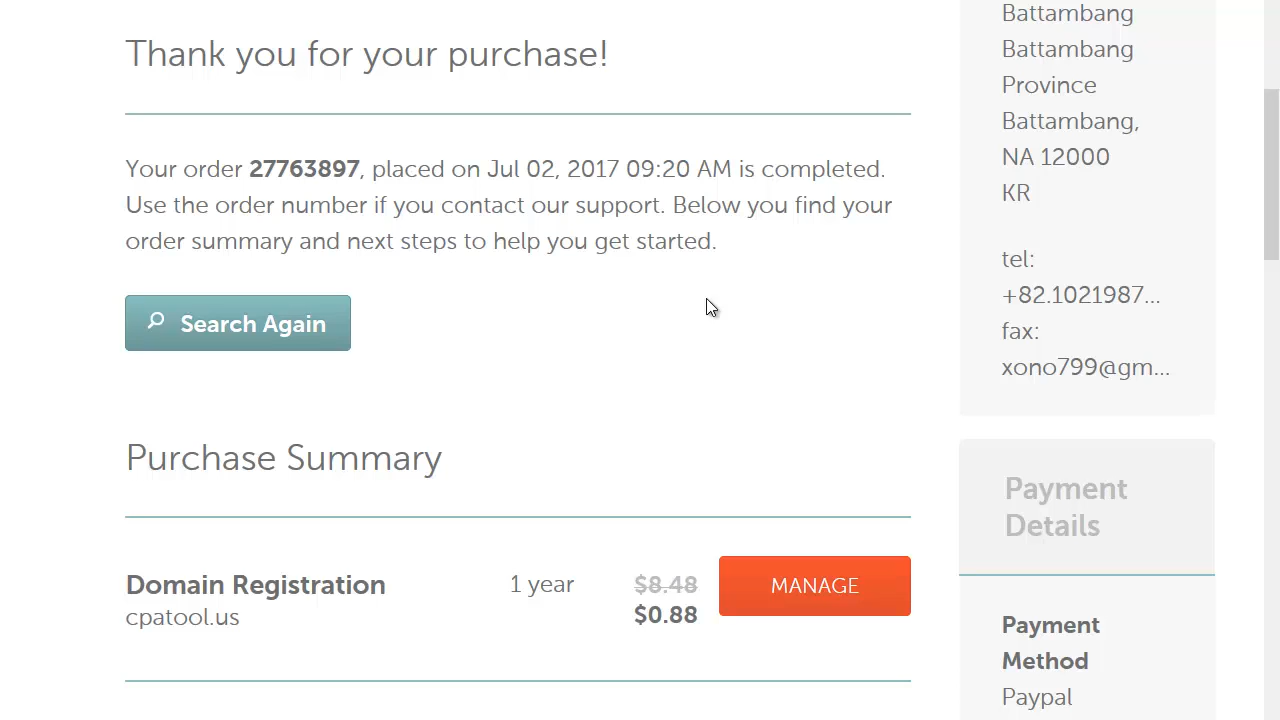 Thank you for your purchase!
Your order 27763897, placed on Jul 02, 2017 09:20 AM is completed.
Use the order number if you contact our support. Below you find your
order summary and next steps to help you get started.
Search Again
Purchase Summary
Domain Registration 1 year $8.48 MANAGE
cpatool.us $0.88
Battambang
Battambang
Province
Battambang,
NA 12000
KR
tel:
+82.1021987...
fax:
xono799@gm...
Payment
Details
Payment
Method
Paypal